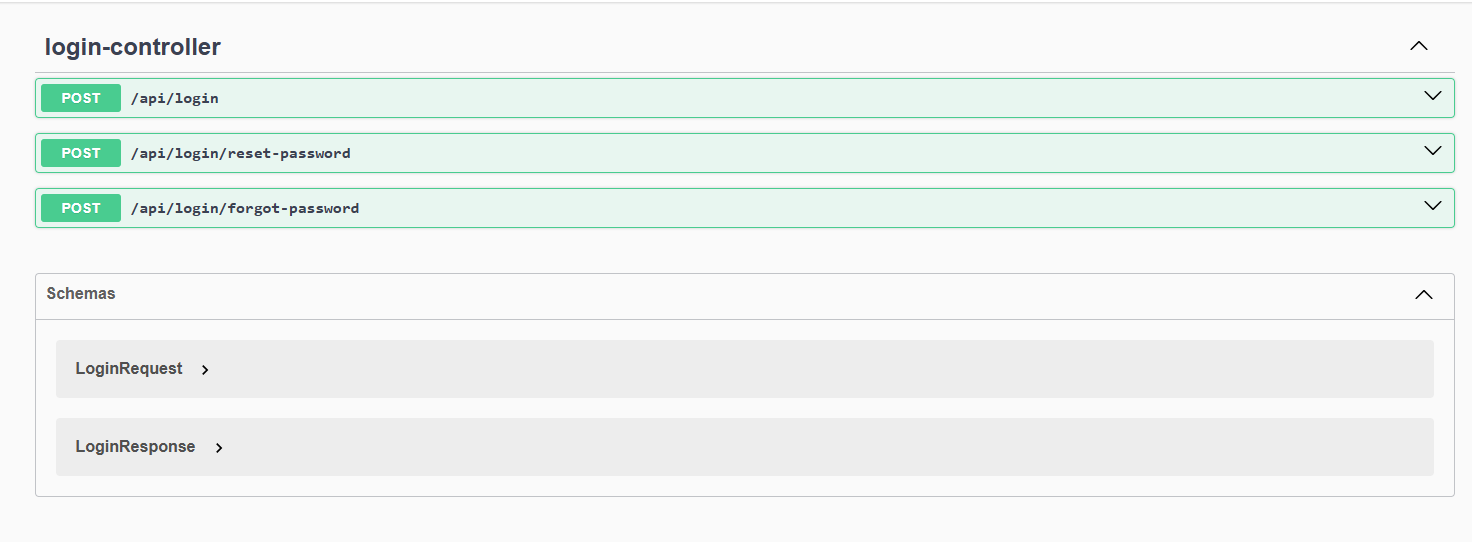 login-controller
POST /api/login
POST /api/login/reset-password
POST /api/login/forgot-password
Schemas
LoginRequest
LoginResponse